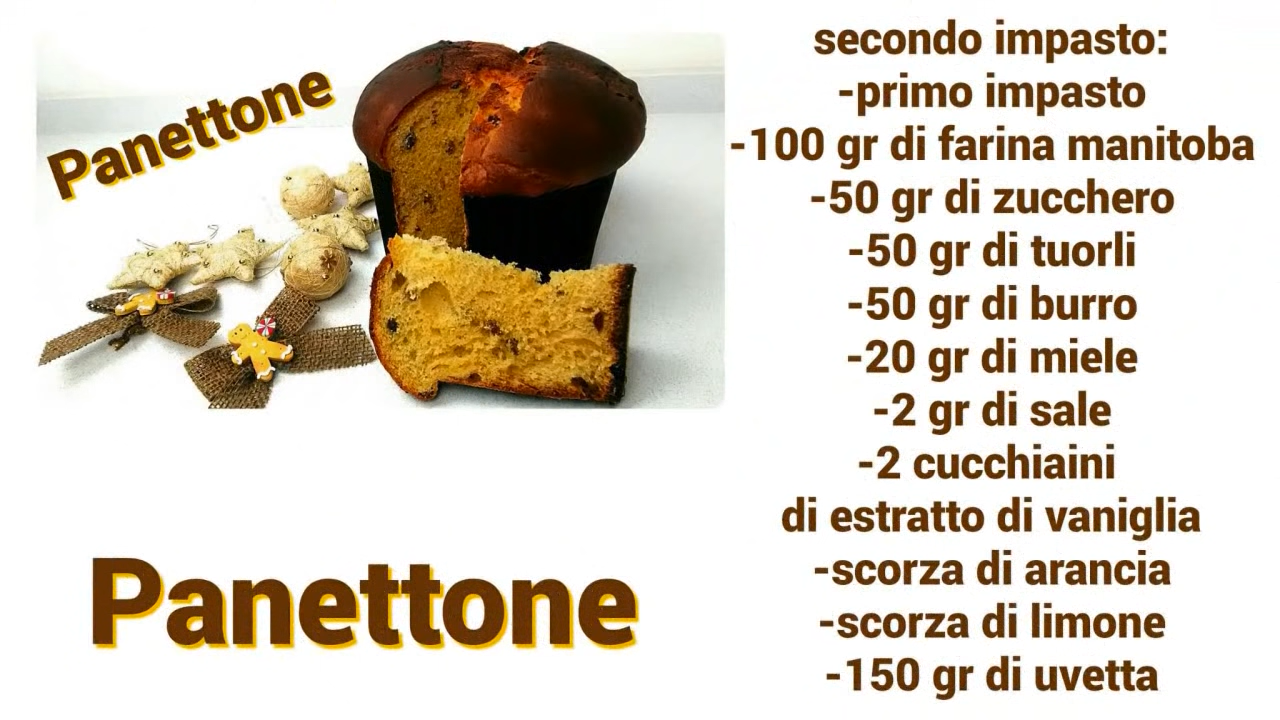 Panettone
Panettone
secondo impasto:
-primo impasto
-100 gr di farina manitoba
-50 gr di zucchero
-50 gr di tuorli
-50 gr di burro
-20 gr di miele
-2 gr di sale
-2 cucchiaini
di estratto di vaniglia
-scorza di arancia
-scorza di limone
-150 gr di uvetta